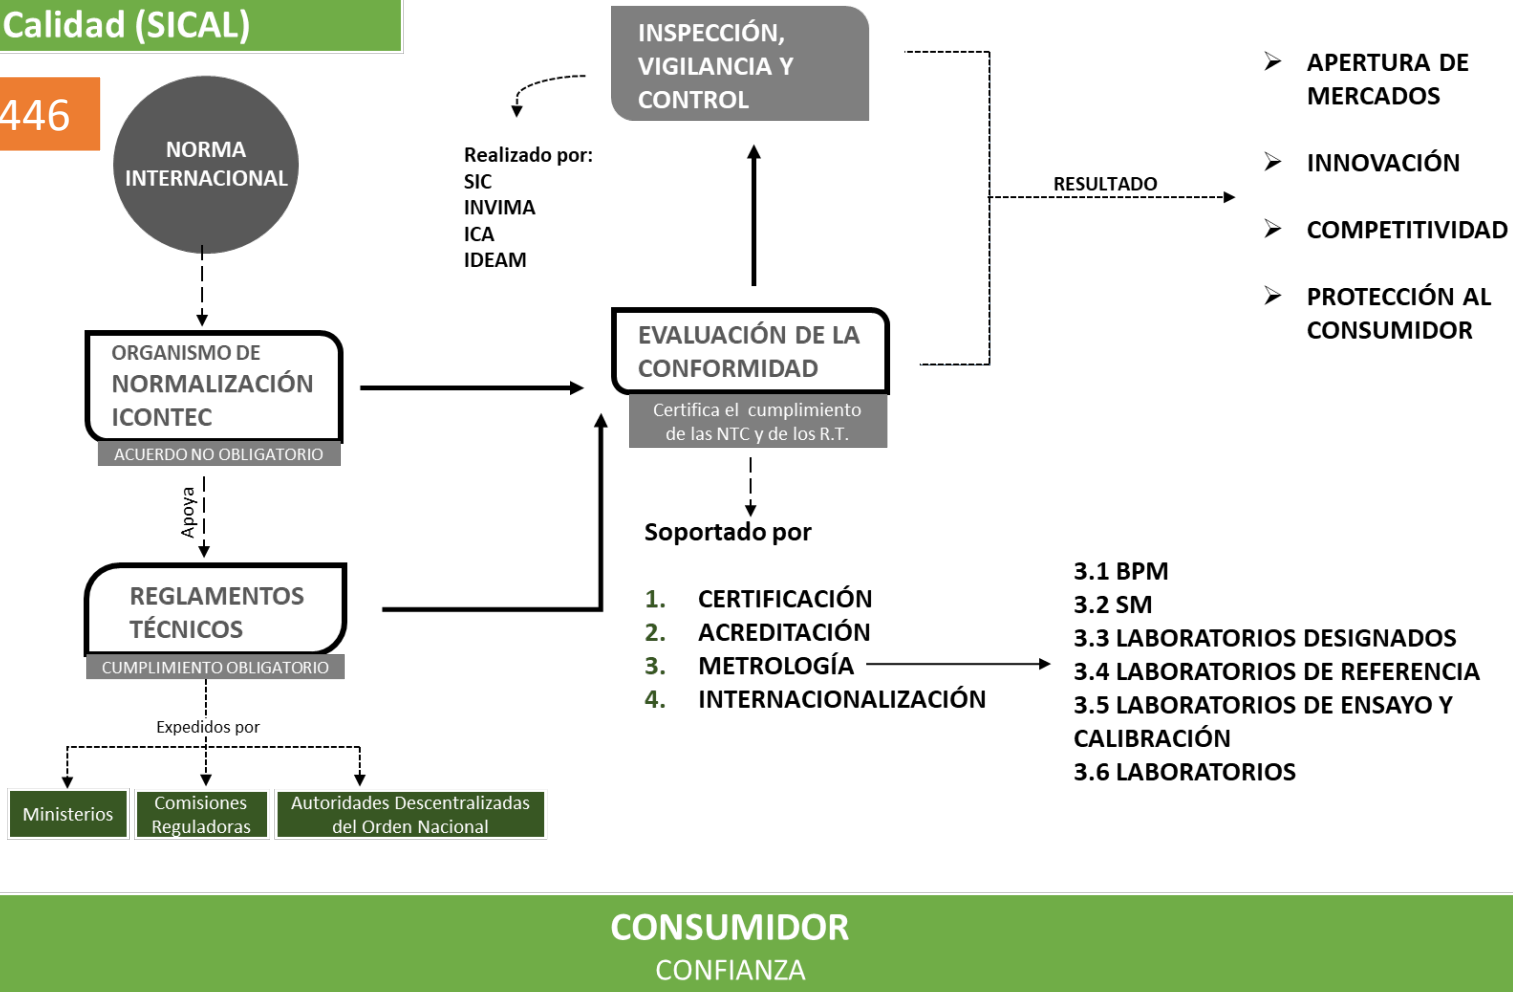 Calidad (SICAL)
446
NORMA
INTERNACIONAL
ORGANISMO DE
NORMALIZACIÓN
ICONTEC
ACUERDO NO OBLIGATORIO
Apoya
REGLAMENTOS
TÉCNICOS
CUMPLIMIENTO OBLIGATORIO
Expedidos por
Ministerios
Comisiones
Reguladoras
Autoridades Descentralizadas
del Orden Nacional
INSPECCIÓN,
VIGILANCIA Y
CONTROL
Realizado por:
SIC
INVIMA
ICA
IDEAM
EVALUACIÓN DE LA
CONFORMIDAD
Certifica el cumplimiento
de las NTC y de los R.T.
Soportado por
1. CERTIFICACIÓN
2. ACREDITACIÓN
3. METROLOGÍA
4. INTERNACIONALIZACIÓN
3.1 BPM
3.2 SM
3.3 LABORATORIOS DESIGNADOS
3.4 LABORATORIOS DE REFERENCIA
3.5 LABORATORIOS DE ENSAYO Y
CALIBRACIÓN
3.6 LABORATORIOS
RESULTADO
APERTURA DE
MERCADOS
INNOVACIÓN
COMPETITIVIDAD
PROTECCIÓN AL
CONSUMIDOR
CONSUMIDOR
CONFIANZA